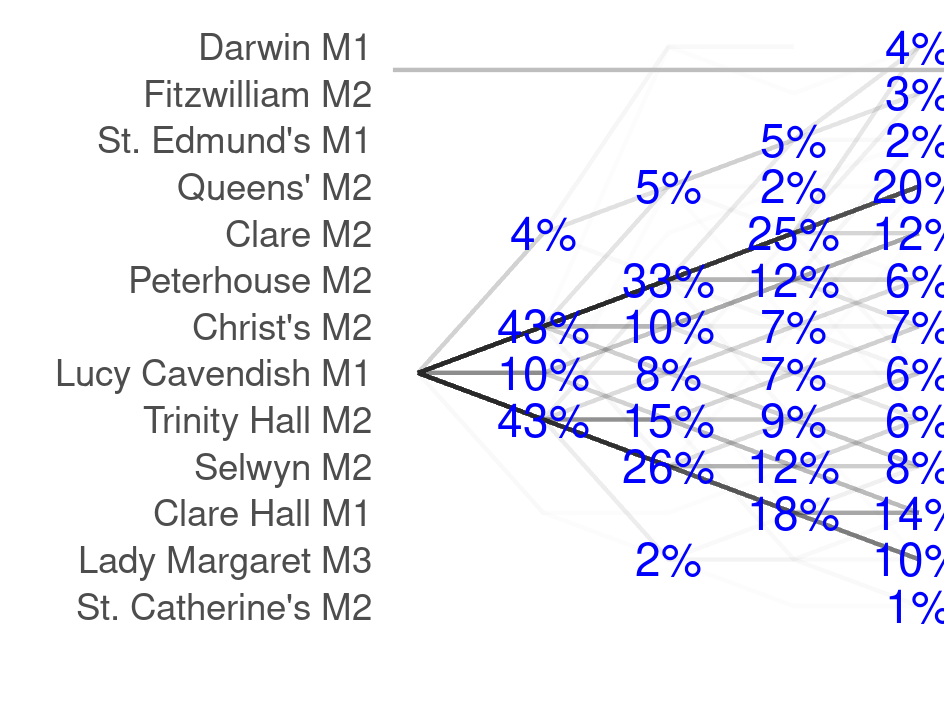 Darwin M1 4%
Fitzwilliam M2 3%
St. Edmund's M1 5% 2%
Queens' M2 5% 2% 20%
Clare M2 4% 25% 12%
Peterhouse M2 33% 12% 6%
Christ's M2 43% 10% 7% 7%
Lucy Cavendish M1 10% 8% 7% 6%
Trinity Hall M2 43% 15% 9% 6%
Selwyn M2 26% 12% 8%
Clare Hall M1 18% 14%
Lady Margaret M3 2% 10%
St. Catherine's M2 1%